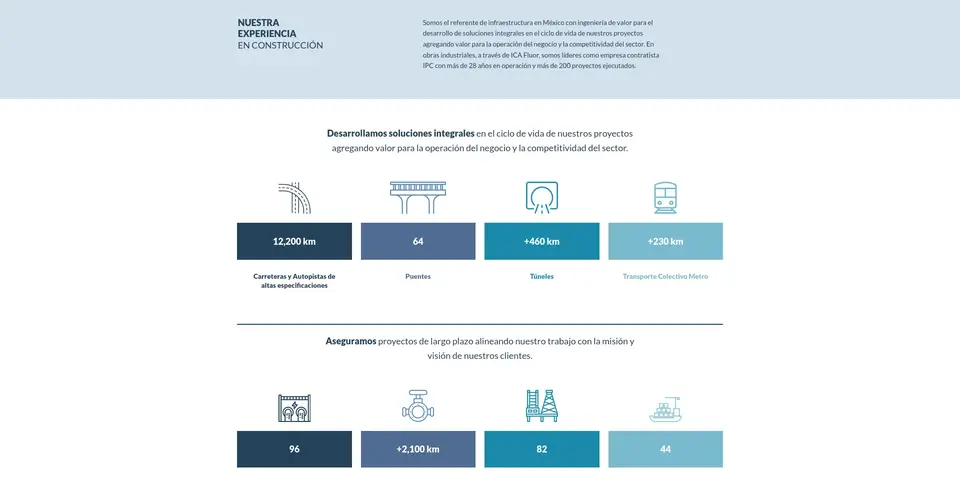 NUESTRA
EXPERIENCIA
EN CONSTRUCCIÓN
Somos el referente de infraestructura en México con ingeniería de valor para el
desarrollo de soluciones integrales en el ciclo de vida de nuestros proyectos
agregando valor para la operación del negocio y la competitividad del sector. En
obras industriales, a través de ICA Fluor, somos líderes como empresa contratista
IPC con más de 28 años en operación y más de 200 proyectos ejecutados.
Desarrollamos soluciones integrales en el ciclo de vida de nuestros proyectos
agregando valor para la operación del negocio y la competitividad del sector.
12,200 km
64
+460 km
+230 km
Carreteras y Autopistas de
altas especificaciones
Puentes
Túneles
Transporte Colectivo Metro
Aseguramos proyectos de largo plazo alineando nuestro trabajo con la misión y
visión de nuestros clientes.
96
+2,100 km
82
44